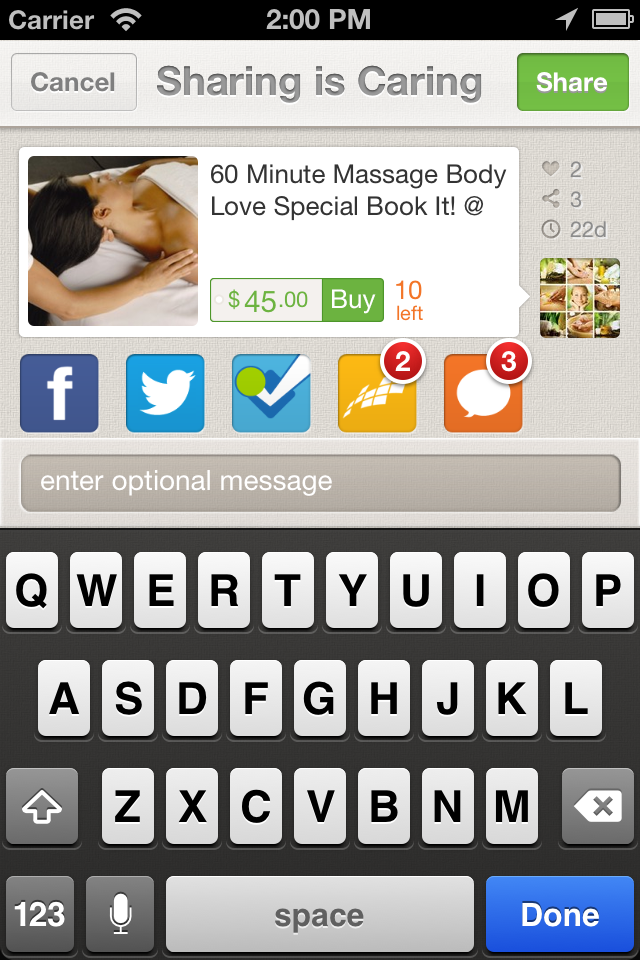 Carrier 2:00 PM
Cancel Sharing is Caring Share
60 Minute Massage Body
Love Special Book It! @
2
3
22d
$45.00 Buy 10
left
f 2 3
enter optional message
Q W E R T Y U I O P
A S D F G H J K L
Z X C V B N M
123 space Done